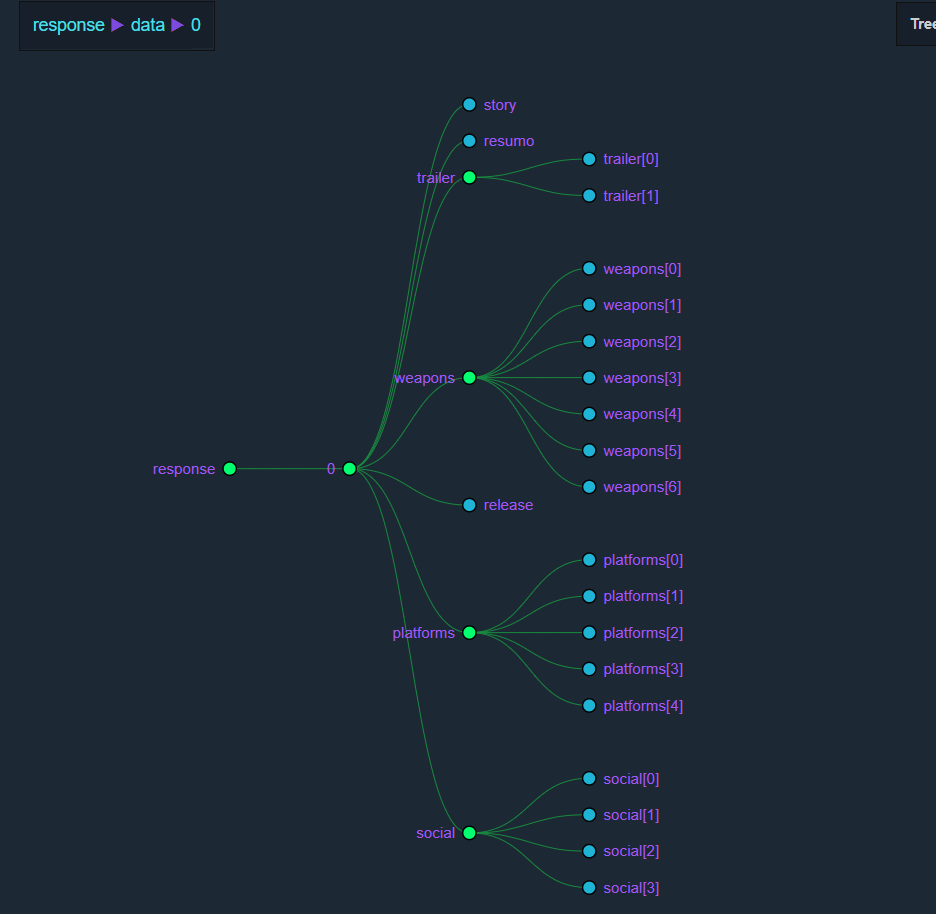 response ▶ data ▶ 0
Tree
story
resumo
trailer
trailer[0]
trailer[1]
weapons[0]
weapons[1]
weapons[2]
weapons
weapons[3]
weapons[4]
weapons[5]
response
0
weapons[6]
release
platforms[0]
platforms[1]
platforms
platforms[2]
platforms[3]
platforms[4]
social[0]
social[1]
social
social[2]
social[3]